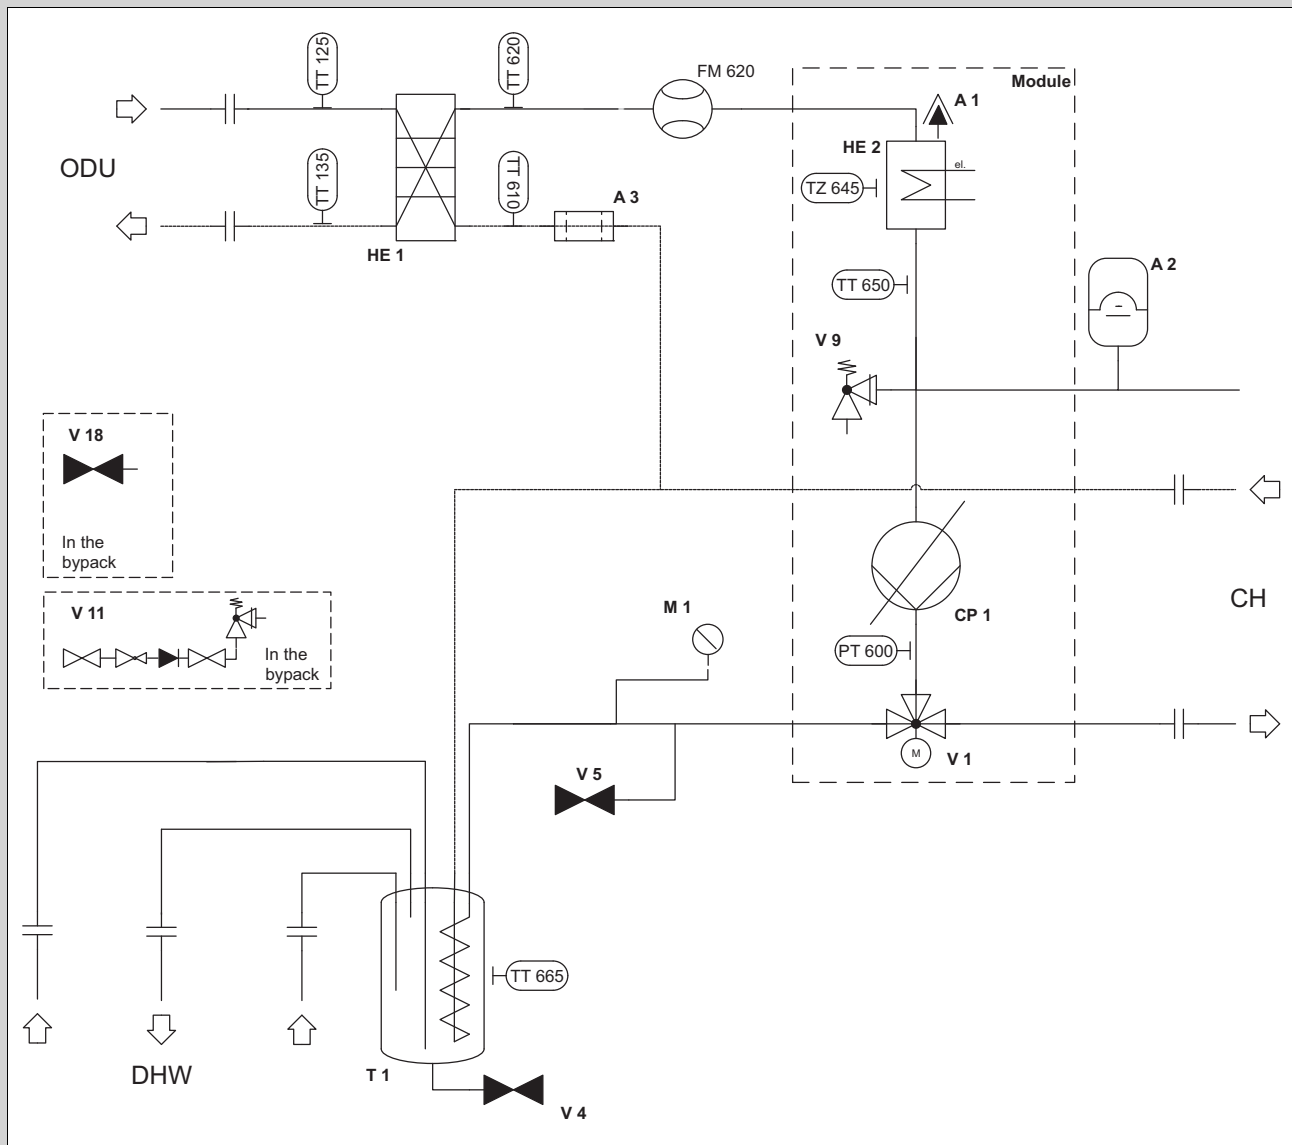 TT 125
TT 620
FM 620
Module
A 1
ODU
HE 2
el.
TT 135
TT 610
TZ 645
A 3
HE 1
A 2
TT 650
V 9
V 18
In the
bypack
CH
V 11
M 1
CP 1
In the
bypack
PT 600
M
V 1
V 5
TT 665
DHW
T 1
V 4